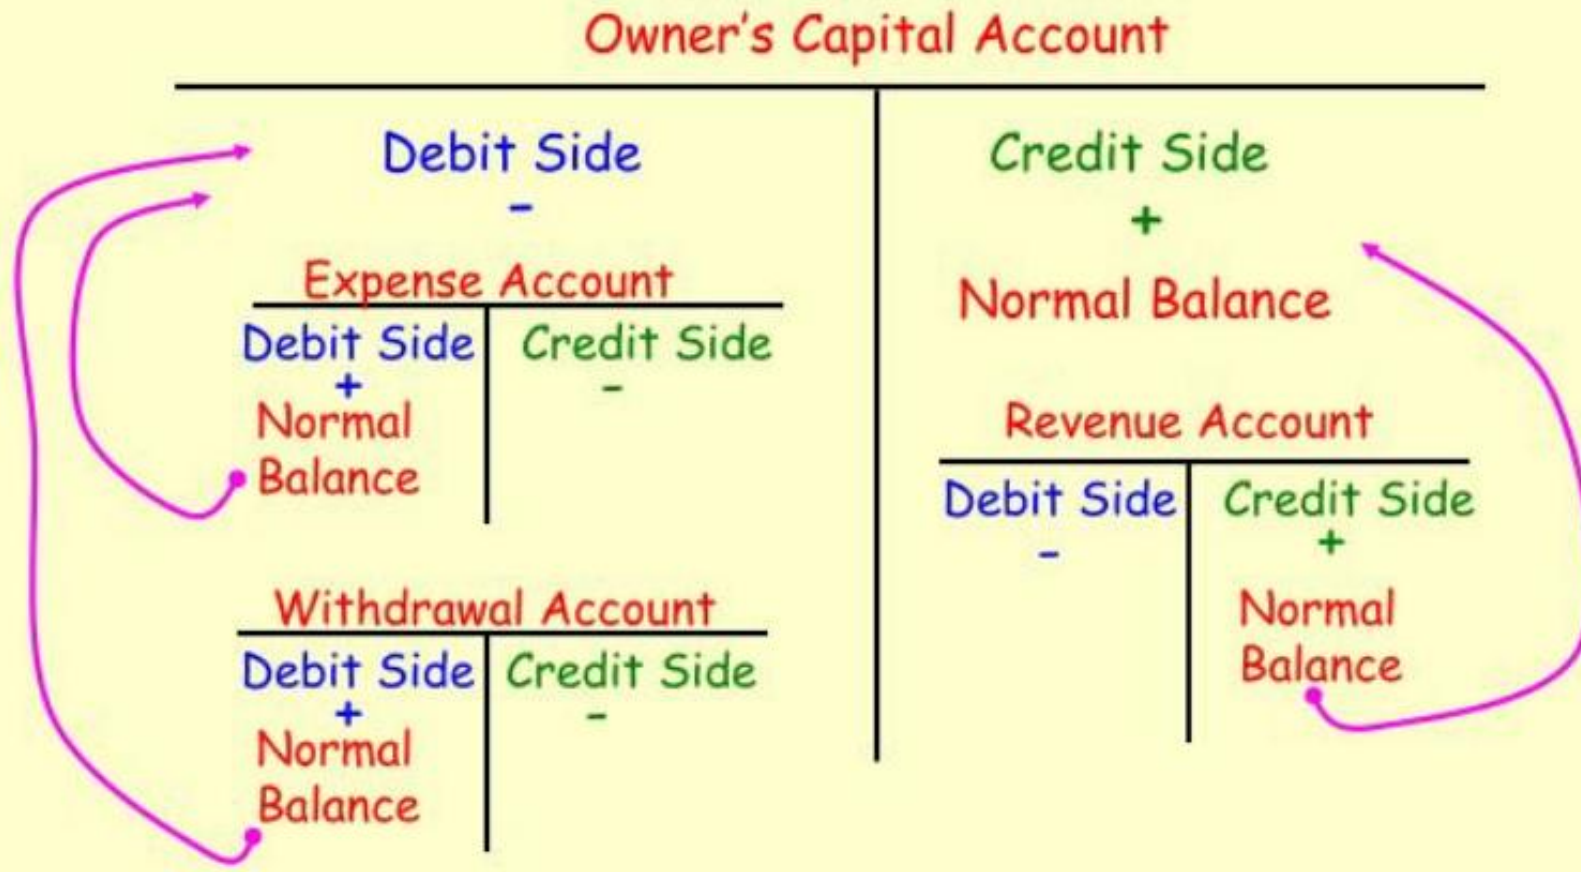 Owner's Capital Account
Debit Side
-
Expense Account
Debit Side Credit Side
+ -
Normal
Balance
Withdrawal Account
Debit Side Credit Side
+ -
Normal
Balance
Credit Side
+
Normal Balance
Revenue Account
Debit Side Credit Side
- +
Normal
Balance